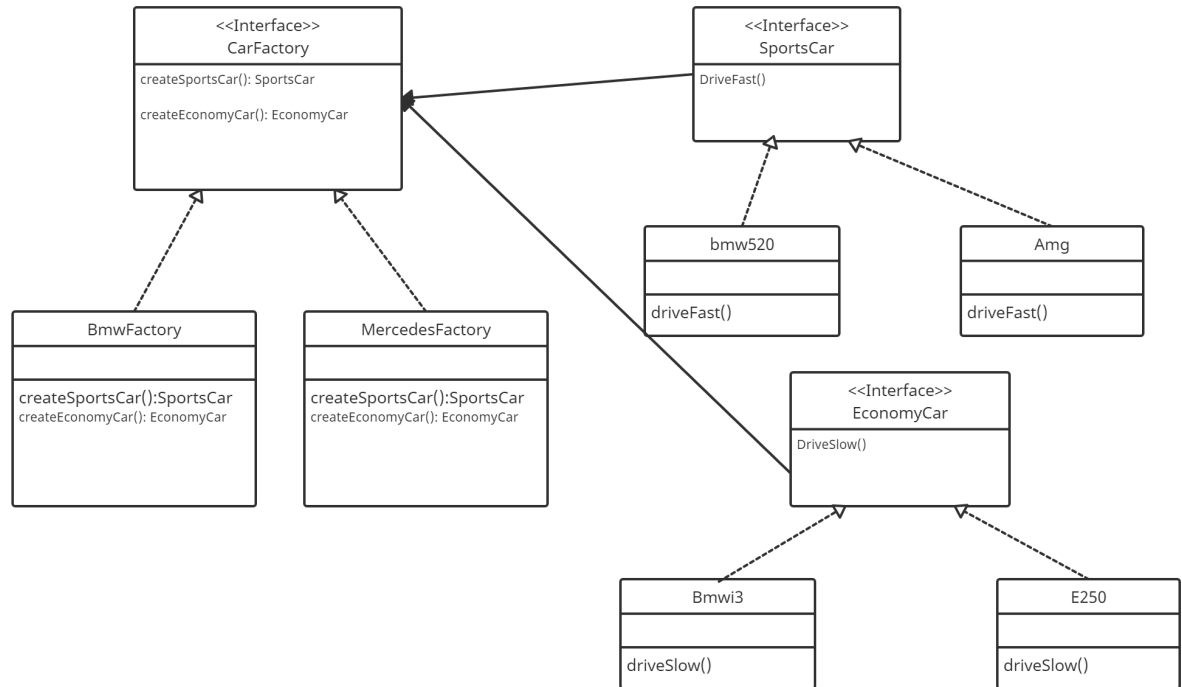 <<Interface>>
CarFactory
createSportsCar(): SportsCar
createEconomyCar(): EconomyCar
<<Interface>>
SportsCar
DriveFast()
bmw520
driveFast()
Amg
driveFast()
BmwFactory
createSportsCar():SportsCar
createEconomyCar(): EconomyCar
MercedesFactory
createSportsCar():SportsCar
createEconomyCar(): EconomyCar
<<Interface>>
EconomyCar
DriveSlow()
Bmwi3
driveSlow()
E250
driveSlow()